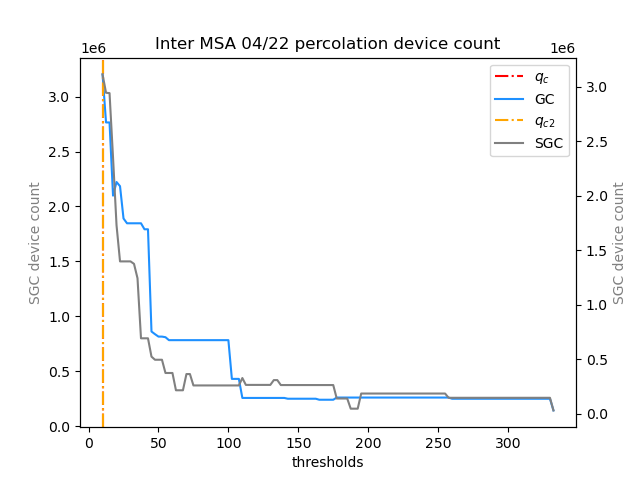 Inter MSA 04/22 percolation device count
1e6
1e6
3.0
2.5
2.0
1.5
1.0
0.5
0.0
SGC device count
3.0
2.5
2.0
1.5
1.0
0.5
0.0
SGC device count
q_c
GC
q_{c2}
SGC
0 50 100 150 200 250 300
thresholds